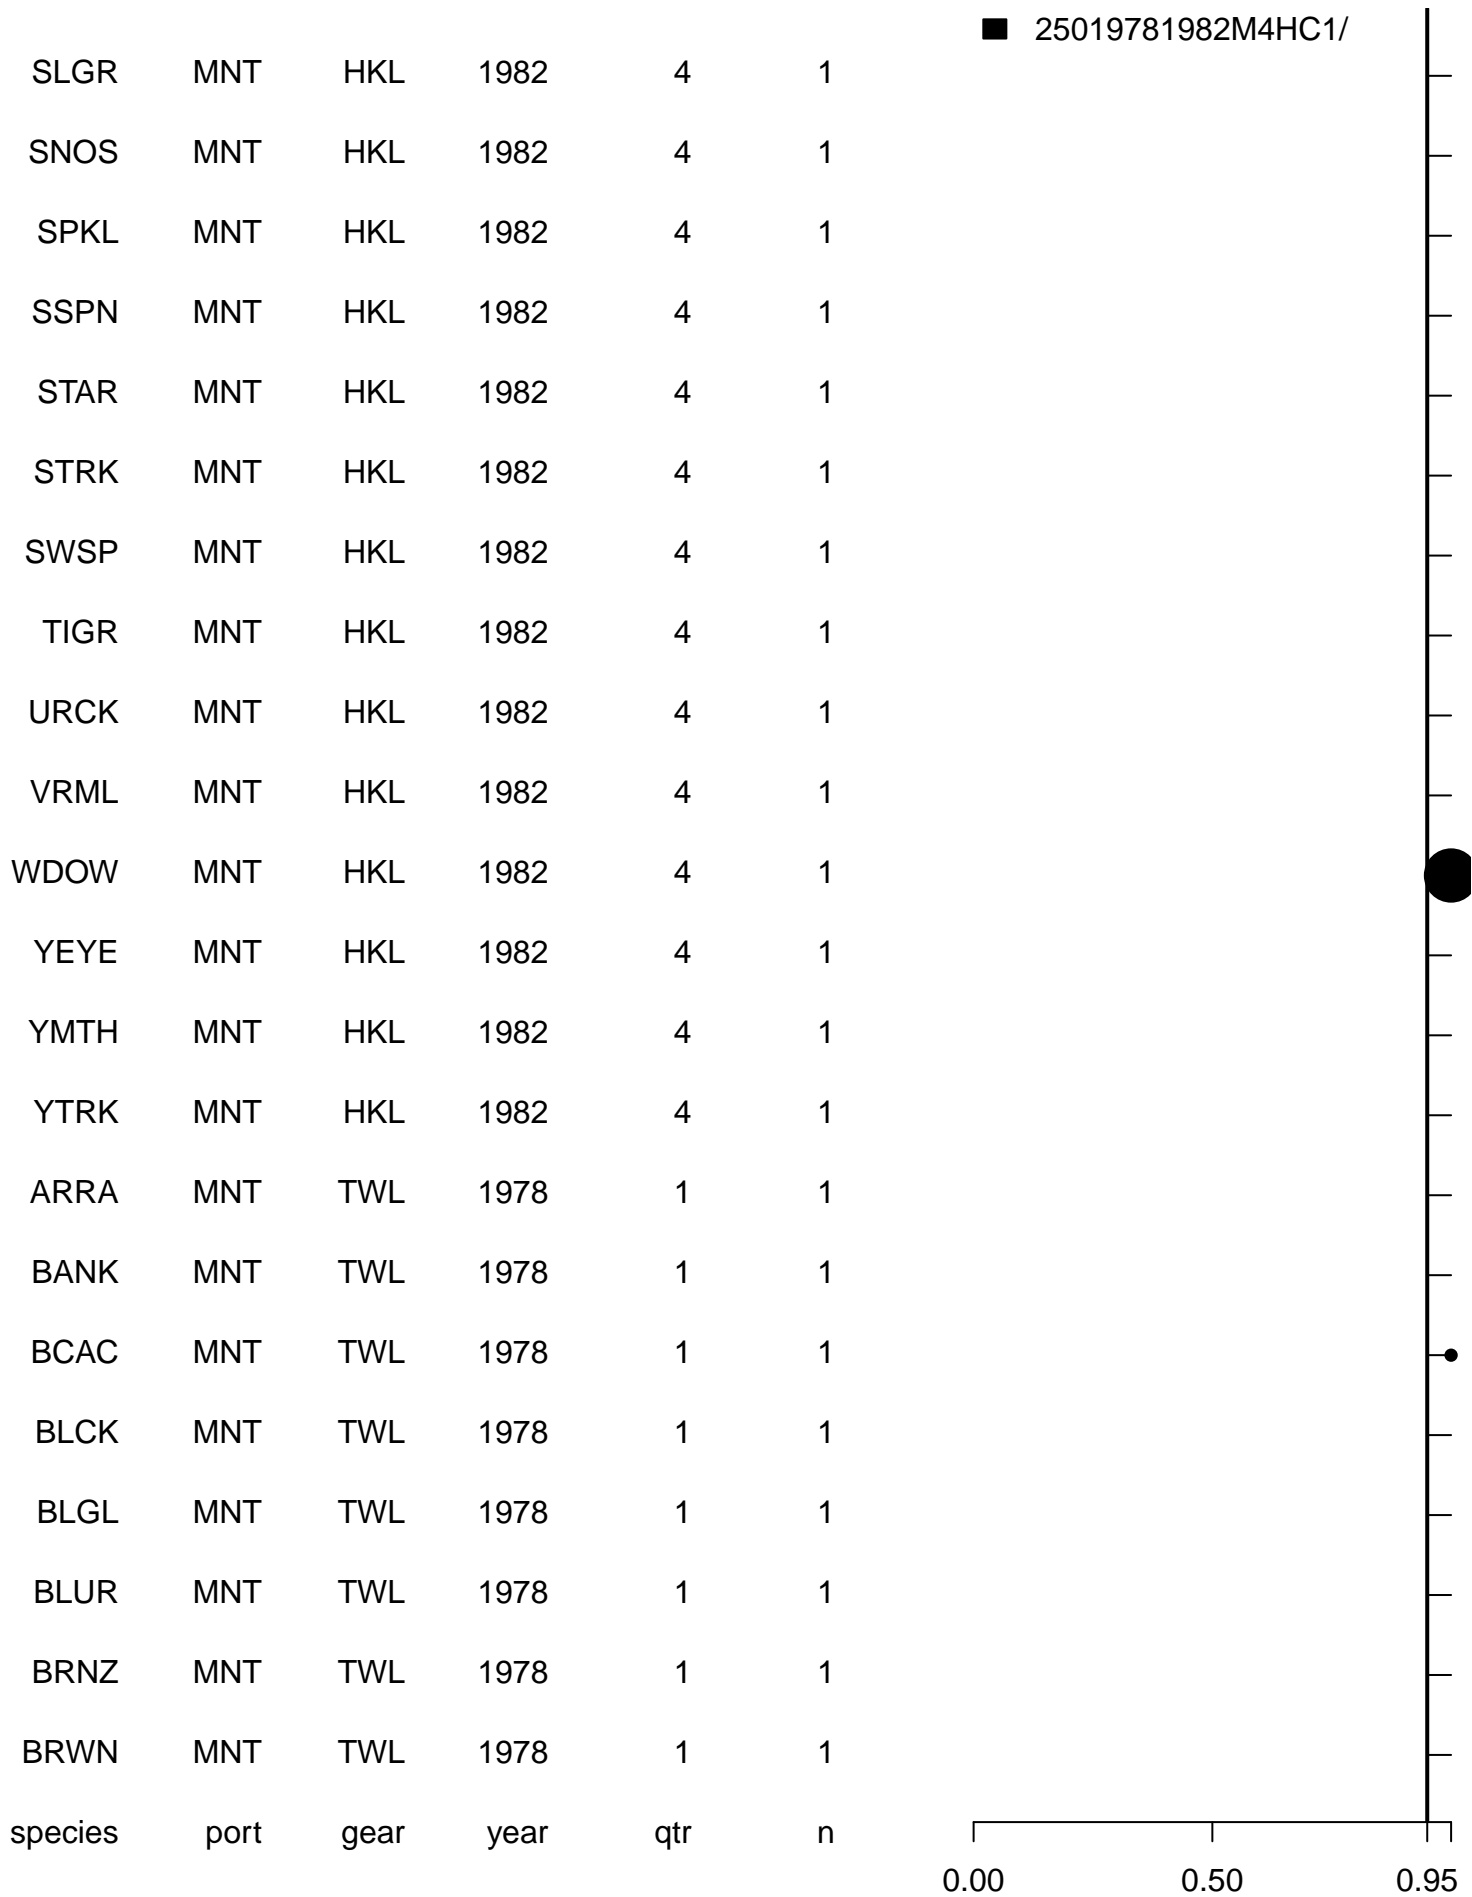 25019781982M4HC1/
SLGR MNT HKL 1982 4 1
SNOS MNT HKL 1982 4 1
SPKL MNT HKL 1982 4 1
SSPN MNT HKL 1982 4 1
STAR MNT HKL 1982 4 1
STRK MNT HKL 1982 4 1
SWSP MNT HKL 1982 4 1
TIGR MNT HKL 1982 4 1
URCK MNT HKL 1982 4 1
VRML MNT HKL 1982 4 1
WDOW MNT HKL 1982 4 1
YEYE MNT HKL 1982 4 1
YMTH MNT HKL 1982 4 1
YTRK MNT HKL 1982 4 1
ARRA MNT TWL 1978 1 1
BANK MNT TWL 1978 1 1
BCAC MNT TWL 1978 1 1
BLCK MNT TWL 1978 1 1
BLGL MNT TWL 1978 1 1
BLUR MNT TWL 1978 1 1
BRNZ MNT TWL 1978 1 1
BRWN MNT TWL 1978 1 1
species port gear year qtr n
0.00 0.50 0.95